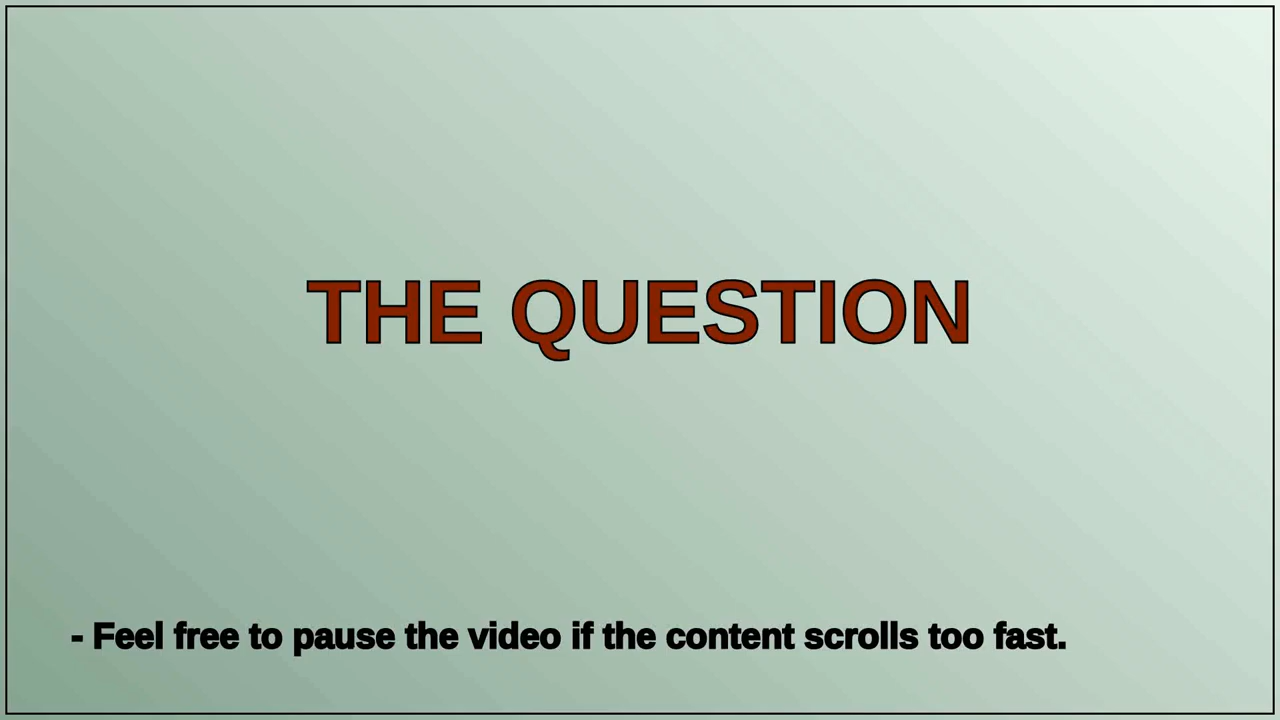 THE QUESTION
- Feel free to pause the video if the content scrolls too fast.